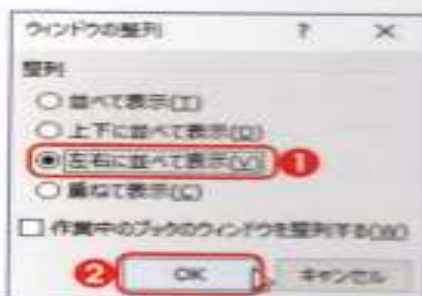 ウィンドウの整列 ? ×
整列
並べて表示(T)
上下に並べて表示(O)
左右に並べて表示(V) 1
重ねて表示(C)
作業中のブックのウィンドウを整列する(W)
2 OK キャンセル